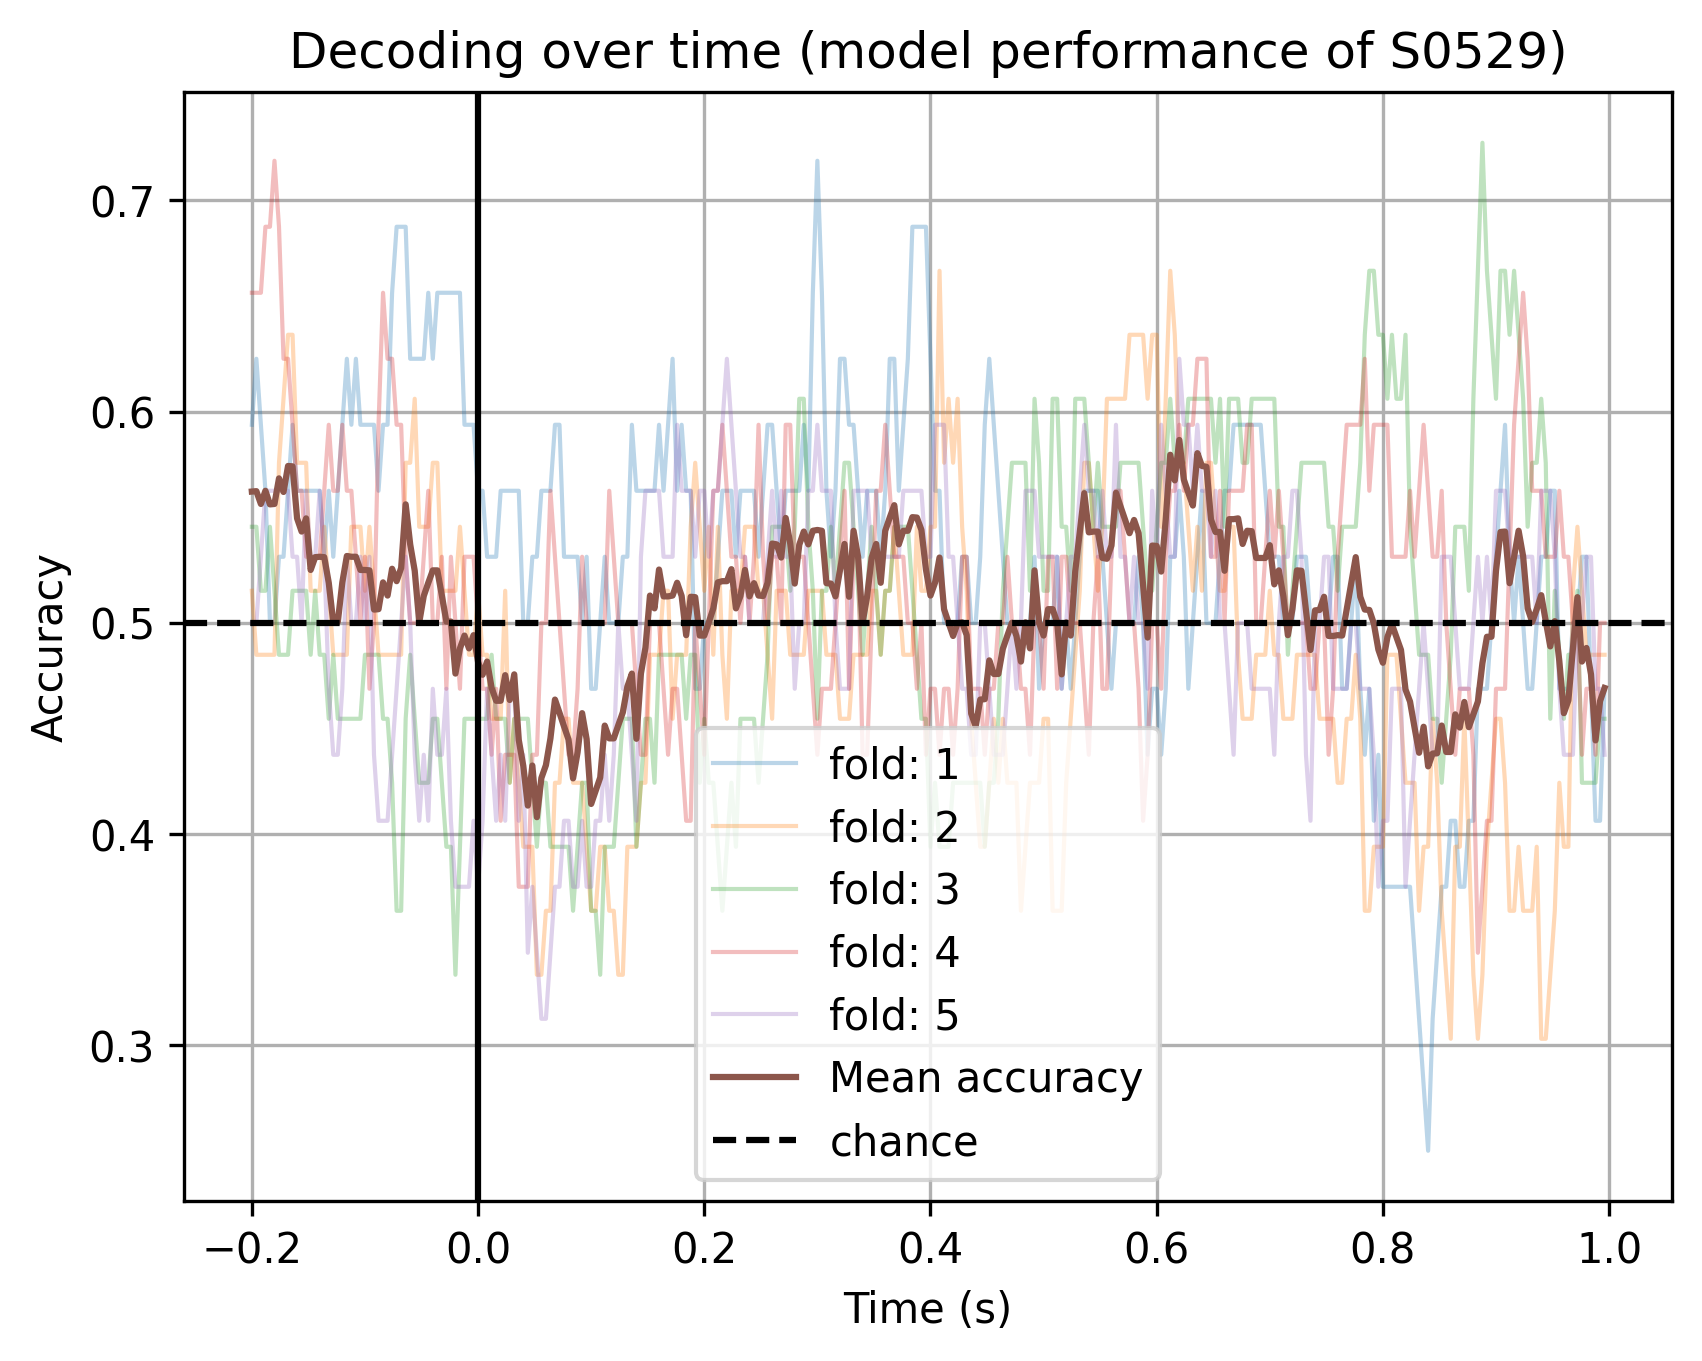 Decoding over time (model performance of S0529)
Accuracy
0.7
0.6
0.5
0.4
0.3
fold: 1
fold: 2
fold: 3
fold: 4
fold: 5
Mean accuracy
chance
−0.2 0.0 0.2 0.4 0.6 0.8 1.0
Time (s)